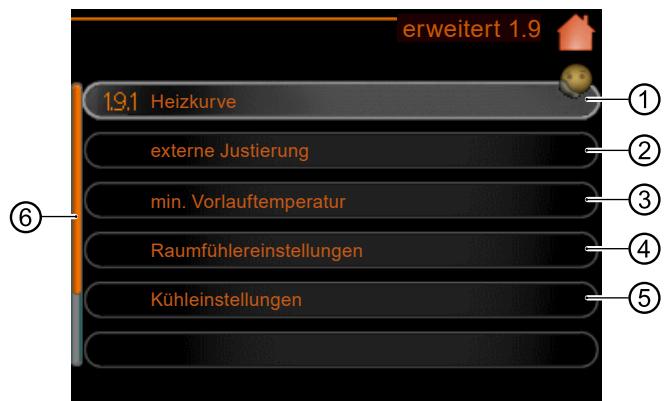 erweitert 1.9
1.9.1 Heizkurve
1
externe Justierung
2
min. Vorlauftemperatur
3
6
Raumfühlereinstellungen
4
Kühleinstellungen
5